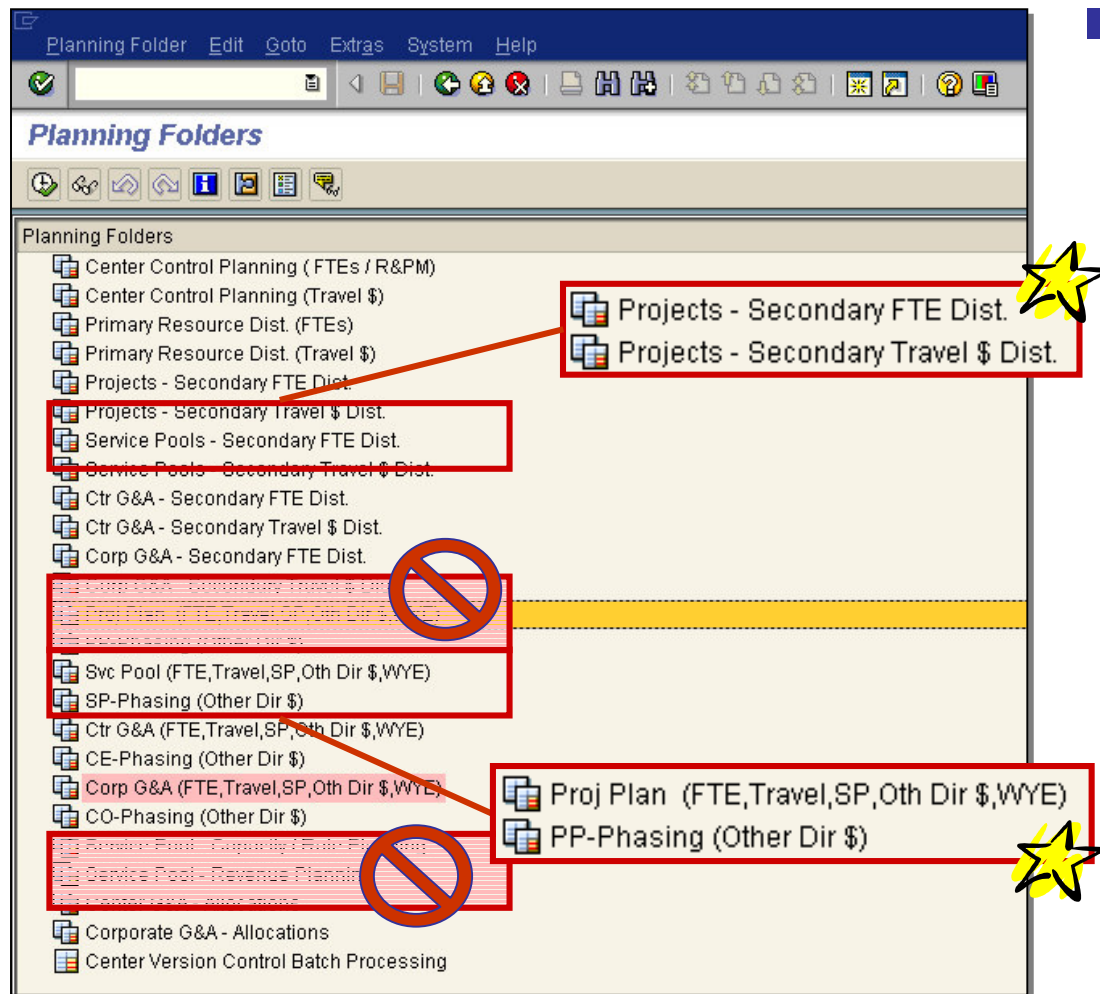 Planning Folder Edit Goto Extras System Help
Planning Folders
Planning Folders
Center Control Planning ( FTEs / R&PM)
Center Control Planning (Travel $)
Primary Resource Dist. (FTEs)
Primary Resource Dist. (Travel $)
Projects - Secondary FTE Dist.
Projects - Secondary Travel $ Dist.
Service Pools - Secondary FTE Dist.
Service Pools - Secondary Travel $ Dist.
Ctr G&A - Secondary FTE Dist.
Ctr G&A - Secondary Travel $ Dist.
Corp G&A - Secondary FTE Dist.
Svc Pool (FTE,Travel,SP,Oth Dir $,WYE)
SP-Phasing (Other Dir $)
Ctr G&A (FTE,Travel,SP,Oth Dir $,WYE)
CE-Phasing (Other Dir $)
Corp G&A (FTE,Travel,SP,Oth Dir $,WYE)
CO-Phasing (Other Dir $)
Service Pool - Revenue Planning
Corporate G&A - Allocations
Center Version Control Batch Processing
Projects - Secondary FTE Dist.
Projects - Secondary Travel $ Dist.
Proj Plan (FTE,Travel,SP,Oth Dir $,WYE)
PP-Phasing (Other Dir $)